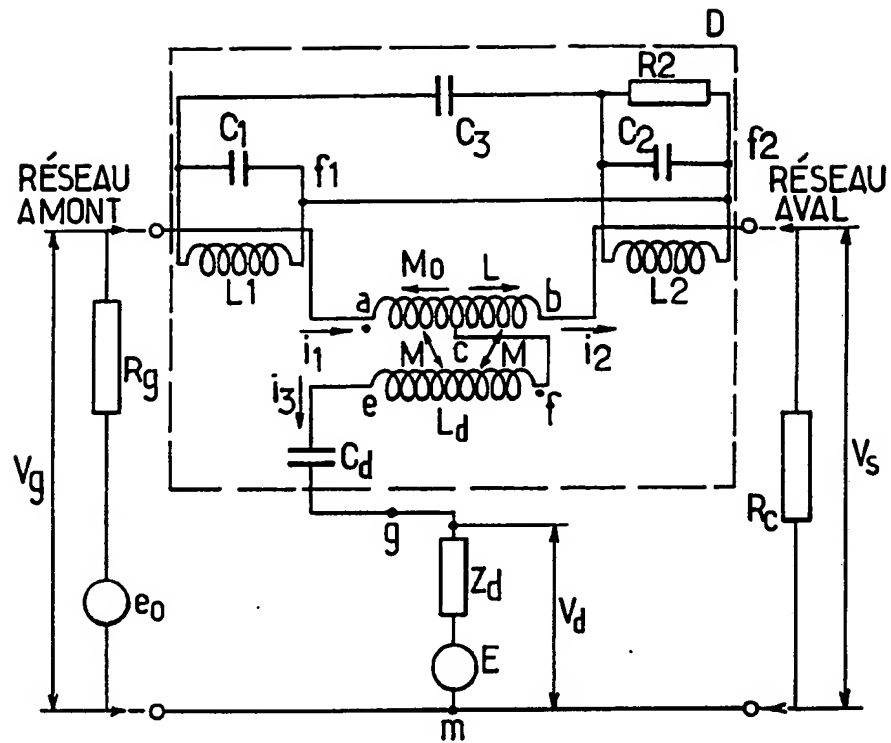 D
R2
C1
C3
C2
f1
f2
RÉSEAU
AMONT
RÉSEAU
AVAL
L1
Mo
L
L2
a
b
i1
M
c
M
i2
Rg
i3
e
f
Ld
Vg
Cd
Vs
Rc
g
Zd
eo
Vd
E
m